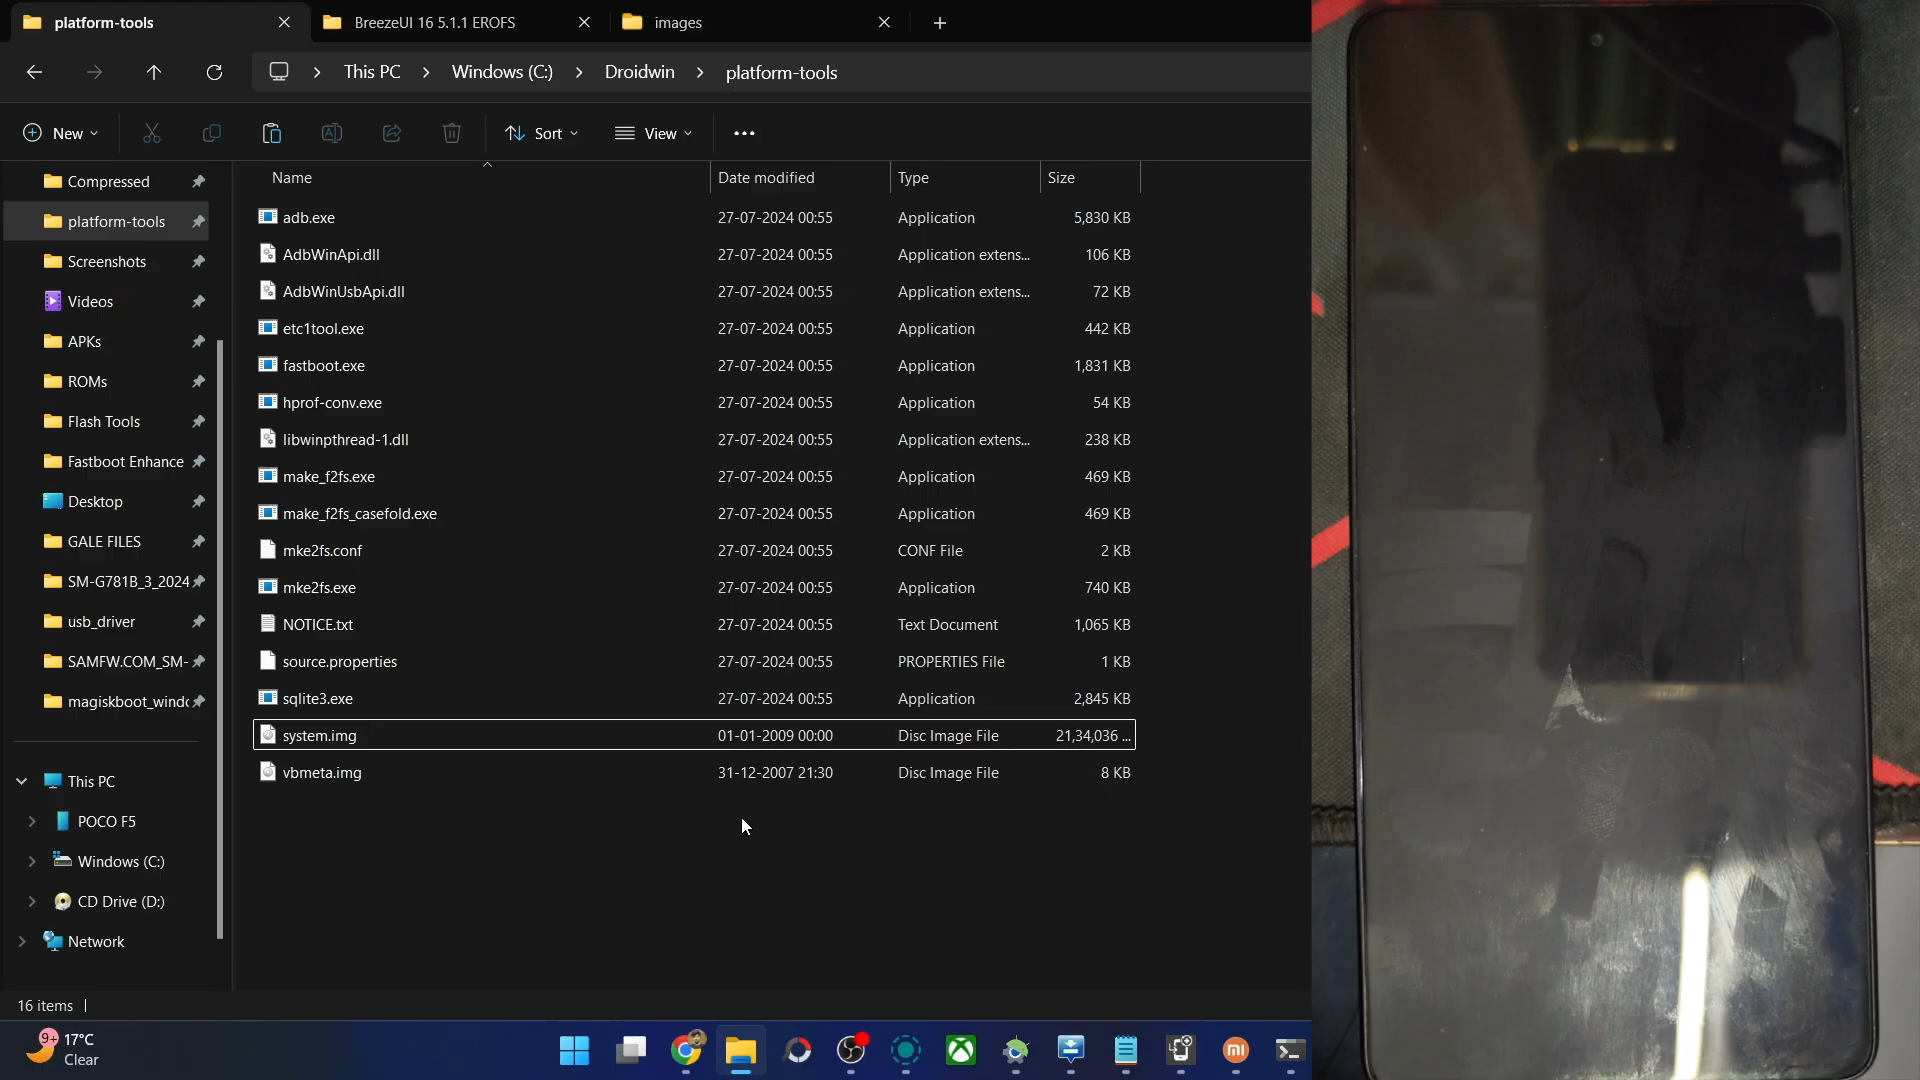 platform-tools
BreezeUI 16 5.1.1 EROFS
images
This PC > Windows (C:) > Droidwin > platform-tools
New
Sort
View
Name
Date modified
Type
Size
Compressed
platform-tools
Screenshots
Videos
APKs
ROMs
Flash Tools
Fastboot Enhance
Desktop
GALE FILES
SM-G781B_3_2024
usb_driver
SAMFW.COM_SM-
magiskboot_windo
This PC
POCO F5
Windows (C:)
CD Drive (D:)
Network
adb.exe 27-07-2024 00:55 Application 5,830 KB
AdbWinApi.dll 27-07-2024 00:55 Application extens... 106 KB
AdbWinUsbApi.dll 27-07-2024 00:55 Application extens... 72 KB
etc1tool.exe 27-07-2024 00:55 Application 442 KB
fastboot.exe 27-07-2024 00:55 Application 1,831 KB
hprof-conv.exe 27-07-2024 00:55 Application 54 KB
libwinpthread-1.dll 27-07-2024 00:55 Application extens... 238 KB
make_f2fs.exe 27-07-2024 00:55 Application 469 KB
make_f2fs_casefold.exe 27-07-2024 00:55 Application 469 KB
mke2fs.conf 27-07-2024 00:55 CONF File 2 KB
mke2fs.exe 27-07-2024 00:55 Application 740 KB
NOTICE.txt 27-07-2024 00:55 Text Document 1,065 KB
source.properties 27-07-2024 00:55 PROPERTIES File 1 KB
sqlite3.exe 27-07-2024 00:55 Application 2,845 KB
system.img 01-01-2009 00:00 Disc Image File 21,34,036 ...
vbmeta.img 31-12-2007 21:30 Disc Image File 8 KB
16 items
9+
17°C
Clear